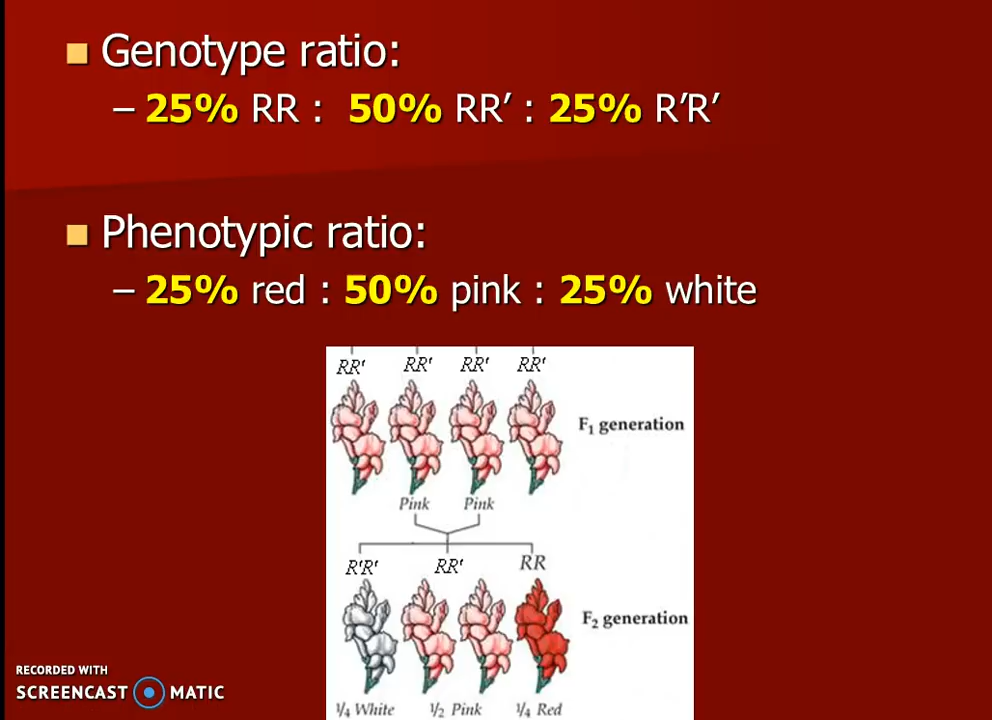 Genotype ratio:
– 25% RR : 50% RR’ : 25% R’R’
Phenotypic ratio:
– 25% red : 50% pink : 25% white
RR' RR' RR' RR'
F₁ generation
Pink Pink
R'R' RR' RR
F₂ generation
RECORDED WITH
SCREENCAST MATIC
¼ White ½ Pink ¼ Red